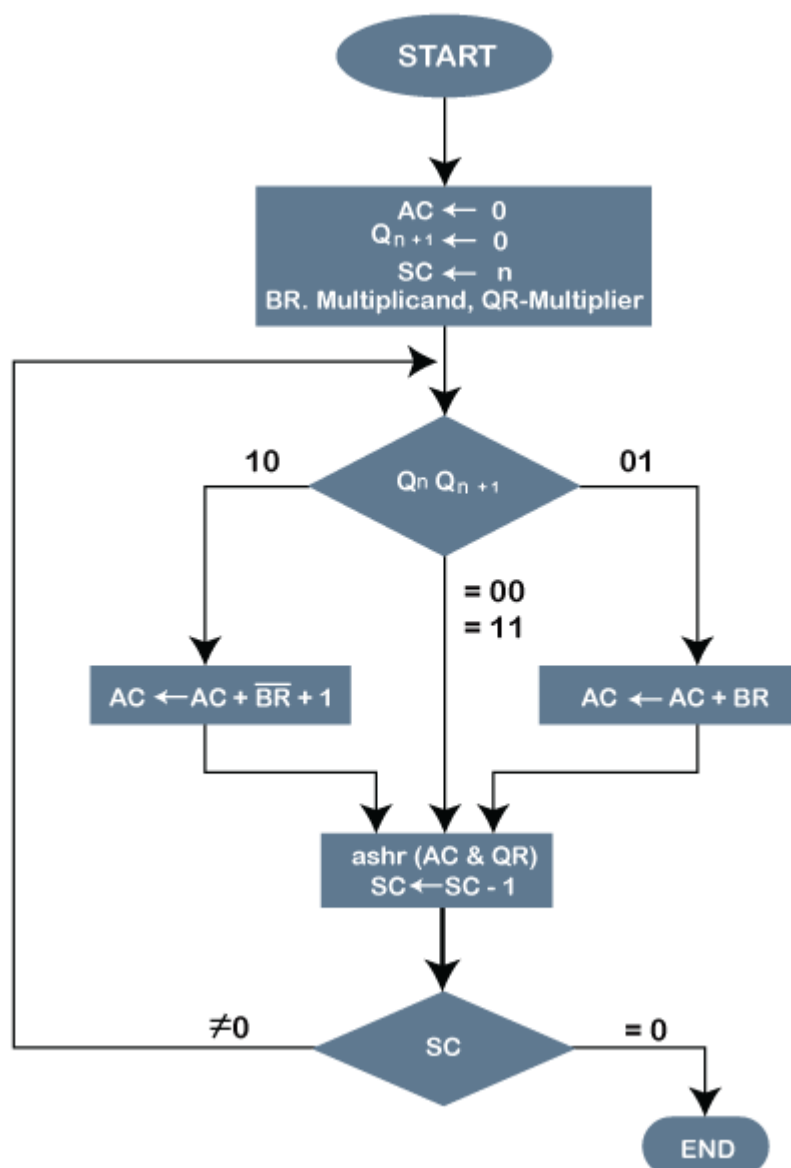 START
AC ← 0
Qn + 1 ← 0
SC ← n
BR. Multiplicand, QR-Multiplier
10
Qn Qn + 1
01
= 00
= 11
AC ← AC + B̅R̅ + 1
AC ← AC + BR
ashr (AC & QR)
SC ← SC - 1
≠0
SC
= 0
END